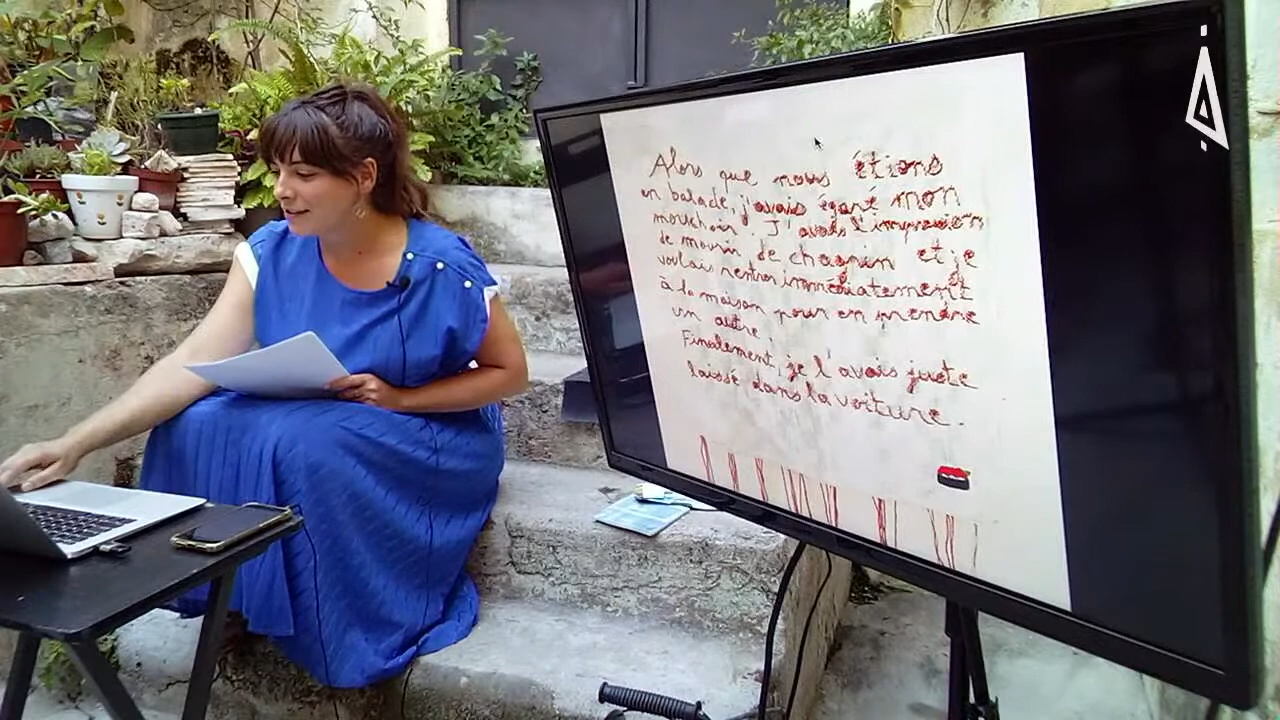 Alors que nous étions
en balade, j'avais égaré mon
mouchoir. J'avais l'impression
de mourir de chagrin et je
voulais rentrer immédiatement
à la maison pour en prendre
un autre.
Finalement, je l'avais juste
laissé dans la voiture.